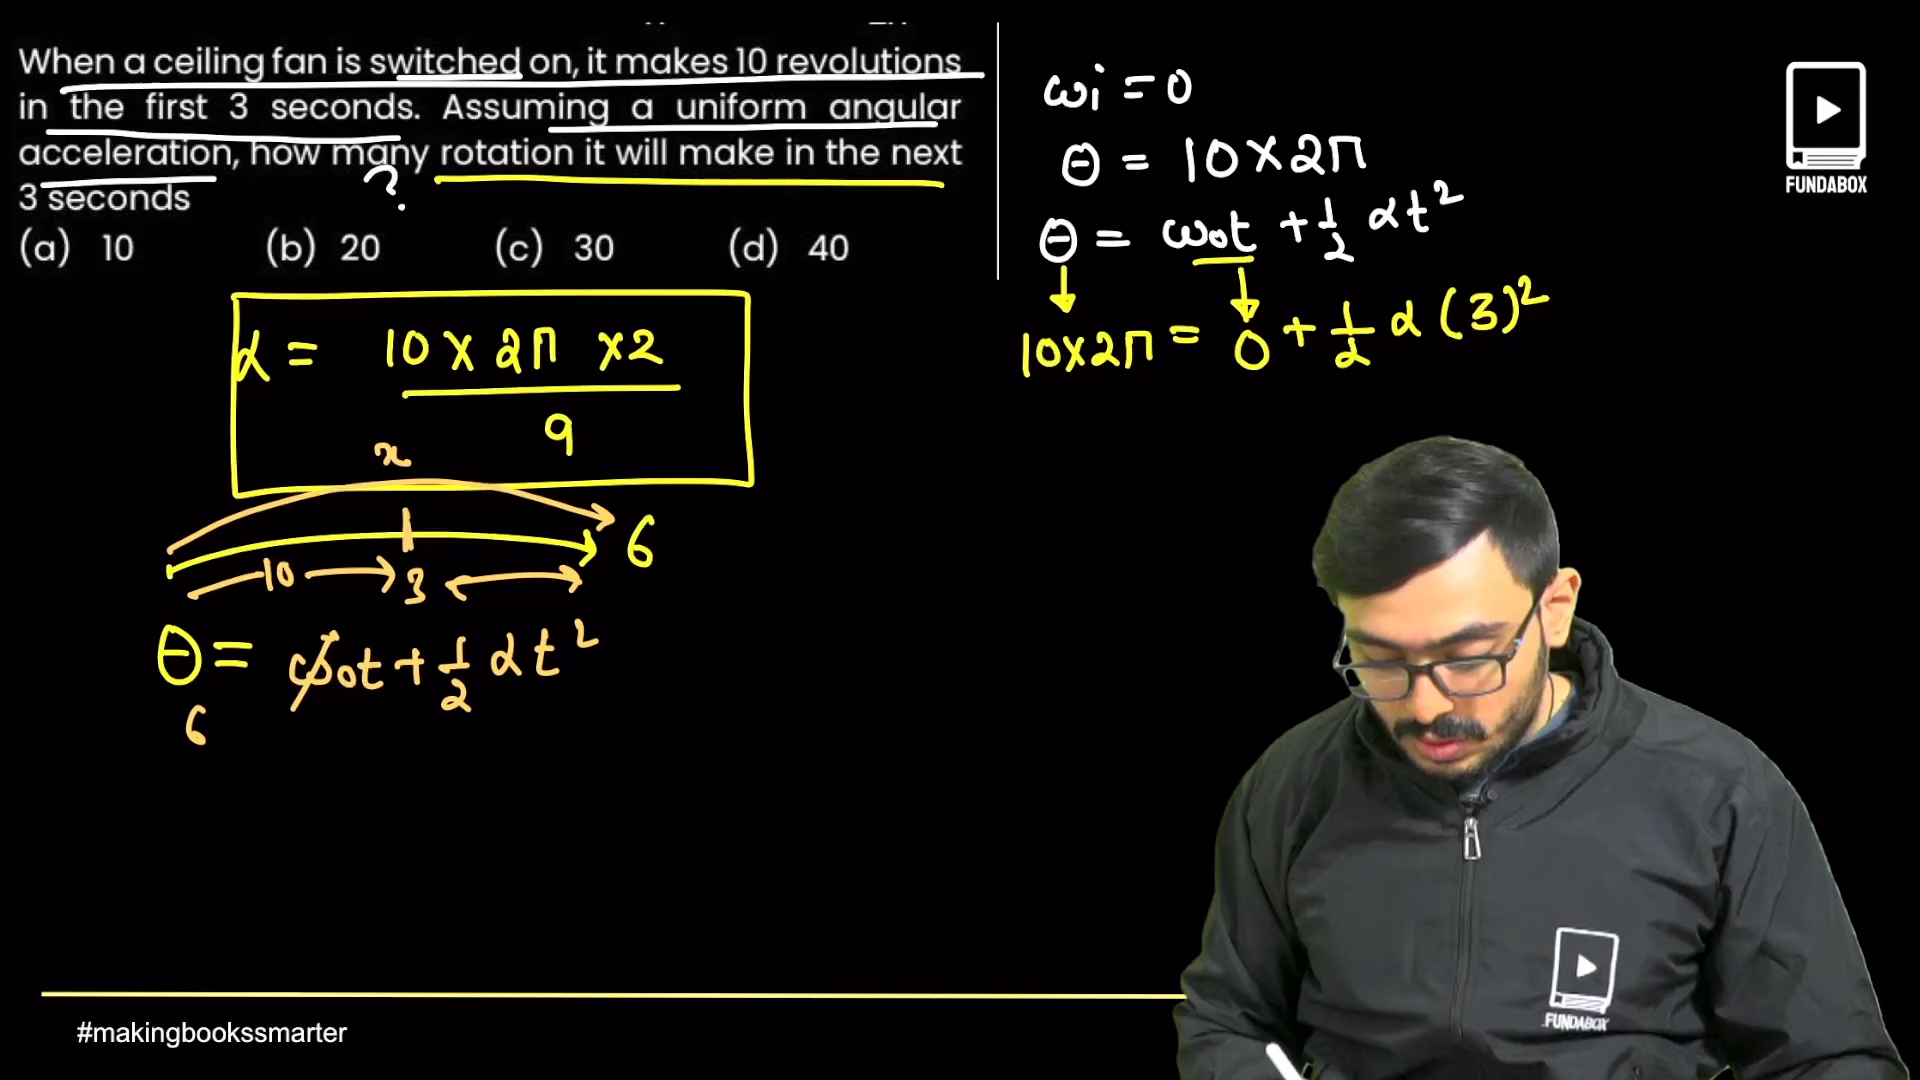 When a ceiling fan is switched on, it makes 10 revolutions
in the first 3 seconds. Assuming a uniform angular
acceleration, how many rotation it will make in the next
3 seconds
?
(a) 10 (b) 20 (c) 30 (d) 40
ωi = 0
θ = 10×2π
θ = ω₀t + 1/2 αt²
10×2π = 0 + 1/2 α (3)²
α = 10 × 2π × 2 / 9
x
6
10 3
θ = ω₀t + 1/2 αt²
6
FUNDABOX
FUNDABOX
#makingbookssmarter